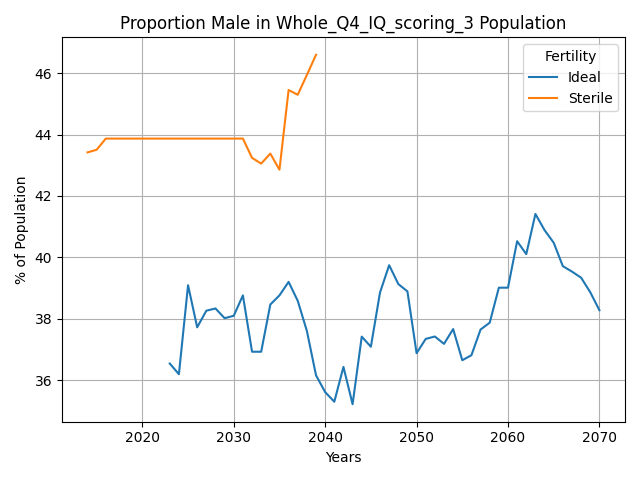 Proportion Male in Whole_Q4_IQ_scoring_3 Population
Fertility
Ideal
Sterile
% of Population
46
44
42
40
38
36
2020
2030
2040
2050
2060
2070
Years